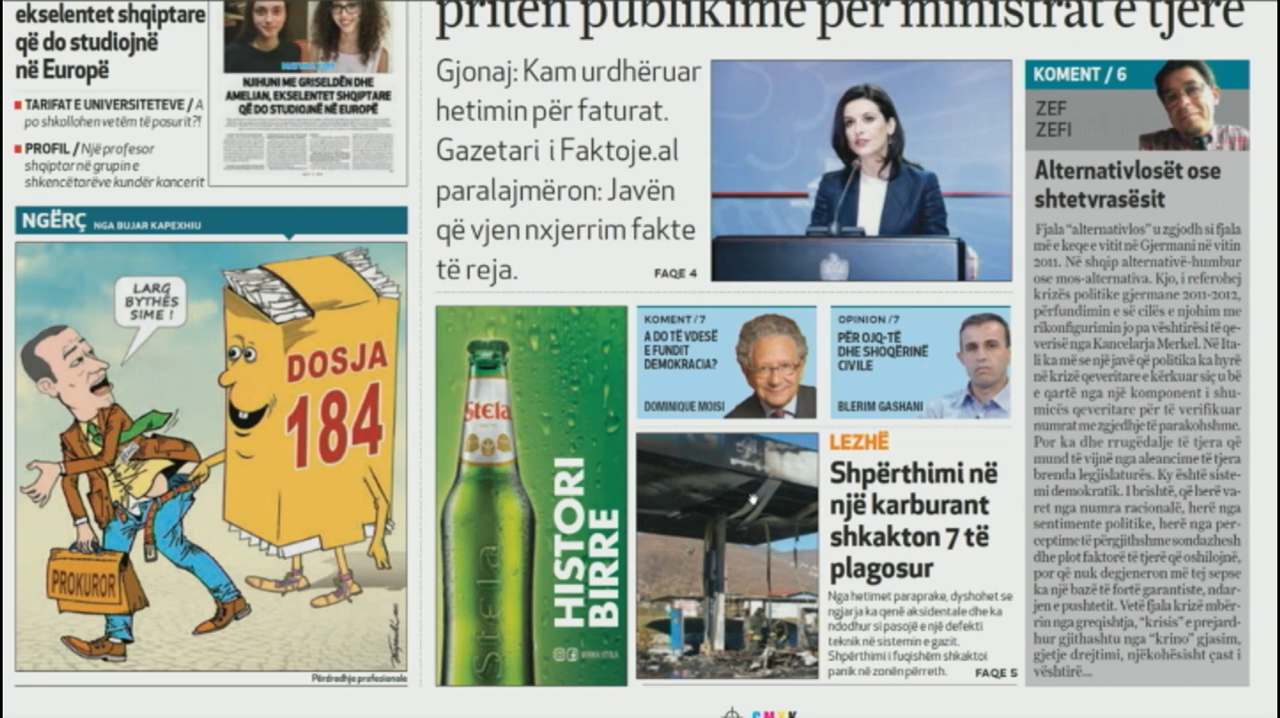 priten publikime për ministrat e tjerë
ekselentet shqiptare
që do studiojnë
në Europë
TARIFAT E UNIVERSITETEVE / A
po shkollohen vetëm të pasurit?!
PROFIL / Një profesor
shqiptar në grupin e
shkencëtarëve kundër kancerit
NJIHUNI ME GRISELDËN DHE
AMELIAN, EKSELENTET SHQIPTARE
QË DO STUDIOJNË NË EUROPË
NGËRÇ NGA BUJAR KAPEXHIU
LARG
BYTHËS
SIME !
DOSJA
184
PROKUROR
Përdredhje profesionale
Gjonaj: Kam urdhëruar
hetimin për faturat.
Gazetari i Faktoje.al
paralajmëron: Javën
që vjen nxjerrim fakte
të reja.
FAQE 4
Stela
stela
HISTORI
BIRRE
KOMENT / 7
A DO TË VDESË
E FUNDIT
DEMOKRACIA?
DOMINIQUE MOISI
OPINION / 7
PËR OJQ-TË
DHE SHOQËRINË
CIVILE
BLERIM GASHANI
LEZHË
Shpërthimi në
një karburant
shkakton 7 të
plagosur
Nga hetimet paraprake, dyshohet se
ngjarja ka qenë aksidentale dhe ka
ndodhur si pasojë e një defekti
teknik në sistemin e gazit.
Shpërthimi i fuqishëm shkaktoi
panik në zonën përreth.
FAQE 5
KOMENT / 6
ZEF
ZEFI
Alternativlosët ose
shtetvrasësit
Fjala "alternativlos" u zgjodh si fjala
më e keqe e vitit në Gjermani në vitin
2011. Në shqip alternativë-humbur
ose mos-alternativa. Kjo, i referohej
krizës politike gjermane 2011-2012,
përfundimin e së cilës e njohim me
rikonfigurimin jo pa vështirësi të qe-
verisë nga Kancelarja Merkel. Në Ita-
li ka më se një javë që politika ka hyrë
në krizë qeveritare e kërkuar siç u bë
e qartë nga një komponent i shu-
micës qeveritare për të verifikuar
numrat me zgjedhje të parakohshme.
Por ka dhe rrugëdalje të tjera që
mund të vijnë nga aleancime të tjera
brenda legjislaturës. Ky është siste-
mi demokratik. I brishtë, që herë va-
ret nga numra racionalë, herë nga
sentimente politike, herë nga per-
ceptime të përgjithshme sondazhesh
dhe plot faktorë të tjerë që oshilojnë,
por që nuk degjeneron më tej sepse
ka një bazë të fortë garantiste, ndar-
jen e pushtetit. Vetë fjala krizë mbër-
rin nga greqishtja, "krisis" e prejard-
hur gjithashtu nga "krino" gjasim,
gjetje drejtimi, njëkohësisht çast i
vështirë...
CMYK